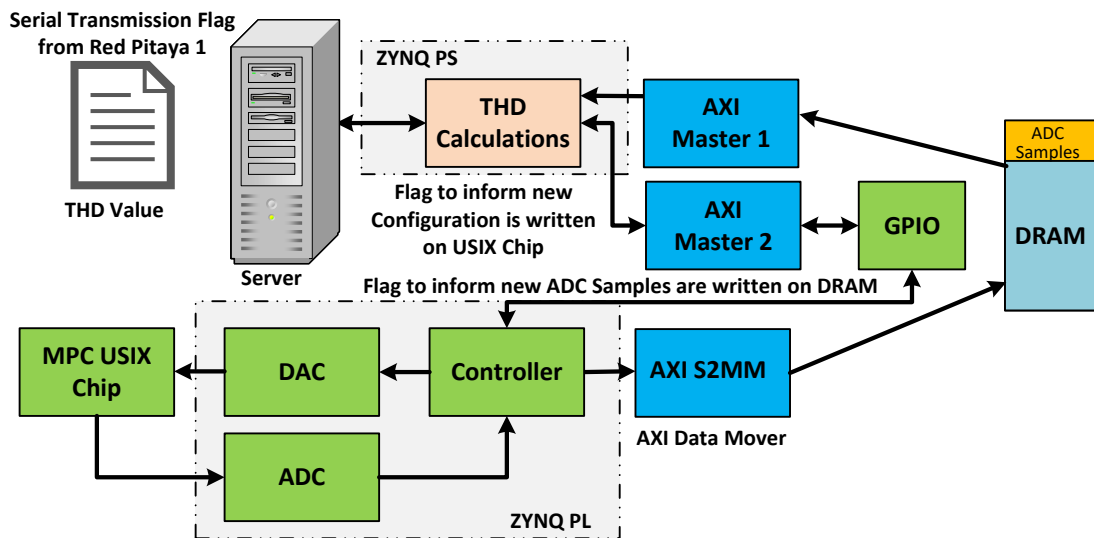 Serial Transmission Flag
from Red Pitaya 1
THD Value
Server
ZYNQ PS
THD
Calculations
Flag to inform new
Configuration is written
on USIX Chip
AXI
Master 1
AXI
Master 2
GPIO
ADC
Samples
DRAM
Flag to inform new ADC Samples are written on DRAM
MPC USIX
Chip
DAC
Controller
ADC
ZYNQ PL
AXI S2MM
AXI Data Mover